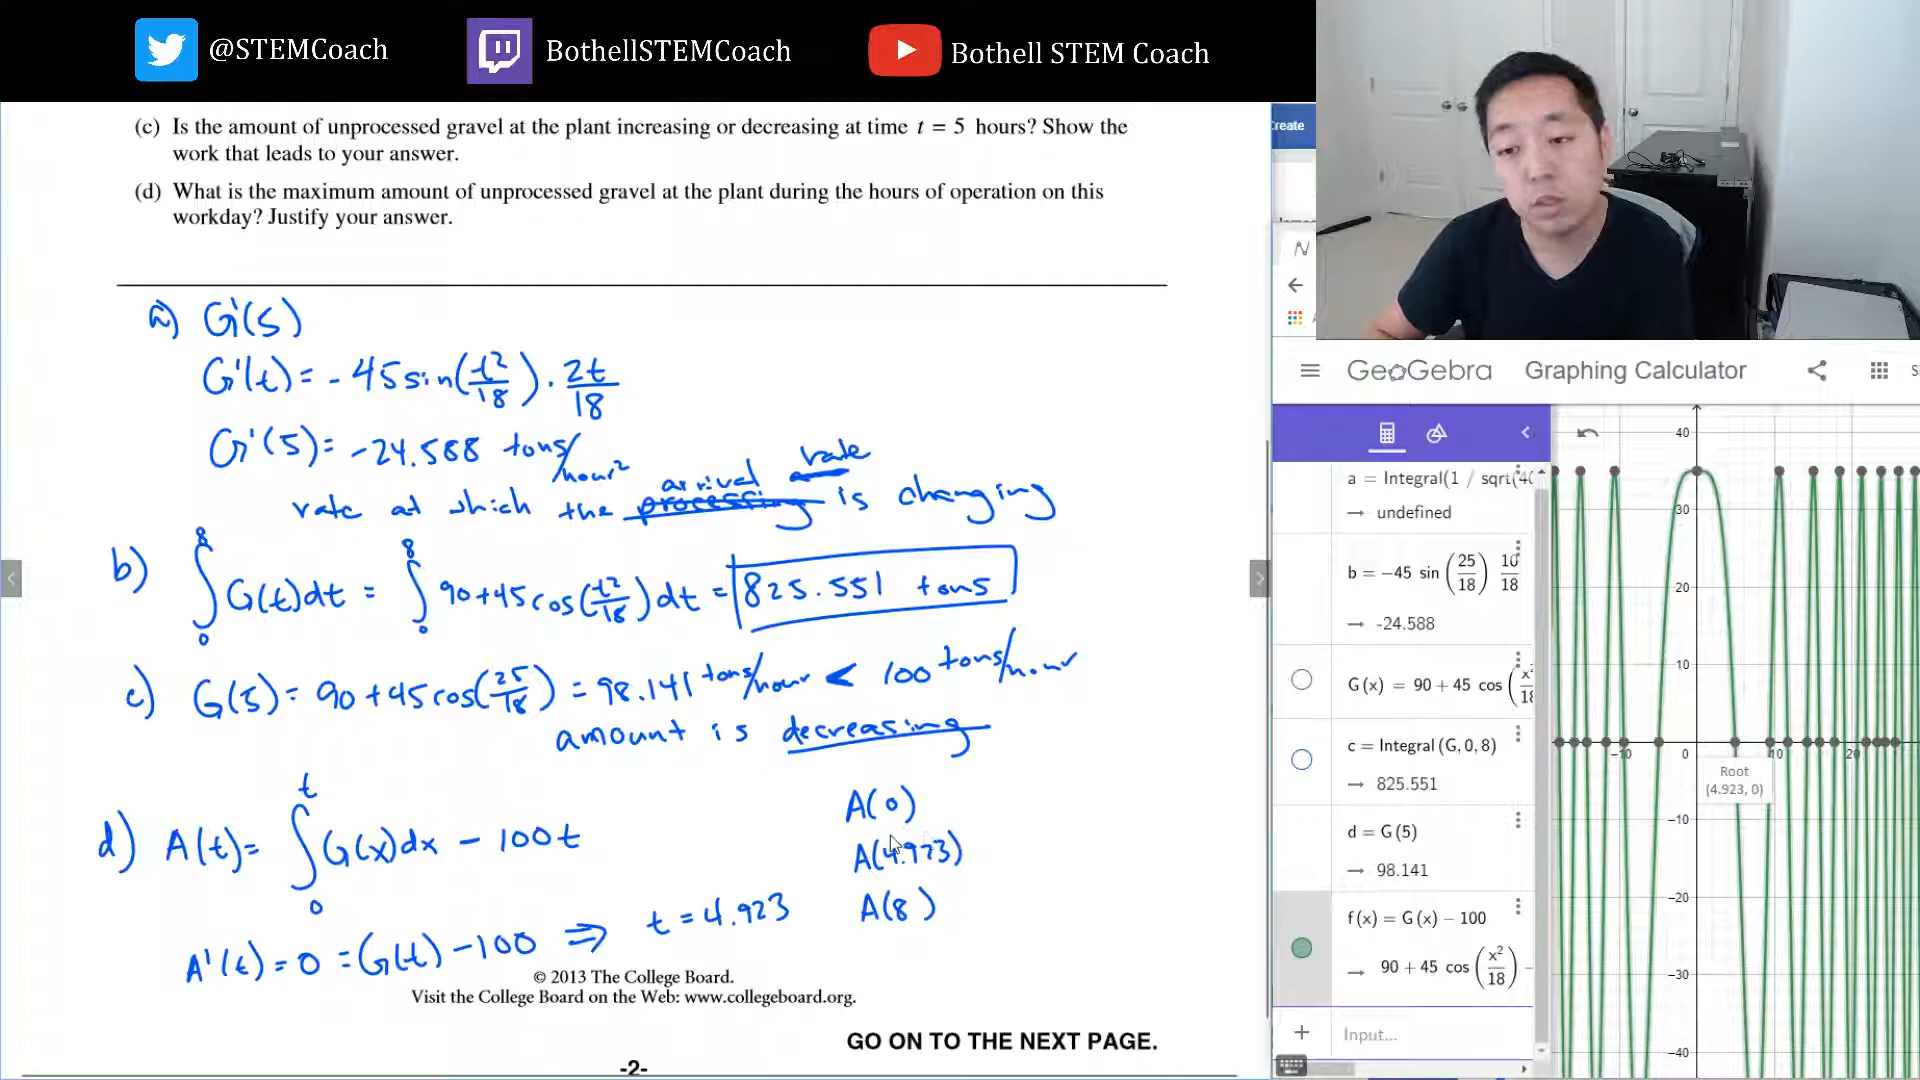 @STEMCoach BothellSTEMCoach Bothell STEM Coach
(c) Is the amount of unprocessed gravel at the plant increasing or decreasing at time t = 5 hours? Show the
work that leads to your answer.
(d) What is the maximum amount of unprocessed gravel at the plant during the hours of operation on this
workday? Justify your answer.
a) G'(5)
G'(t) = -45 sin(t²/18) · 2t/18
G'(5) = -24.588 tons/hour²
arrival rate
rate at which the processing is changing
b) ∫₀⁸ G(t)dt = ∫₀⁸ 90+45cos(t²/18)dt = 825.551 tons
c) G(5) = 90+45cos(25/18) = 98.141 tons/hour < 100 tons/hour
amount is decreasing
d) A(t) = ∫₀ᵗ G(x)dx - 100t
A'(t) = 0 = G(t) - 100 ⇒ t = 4.923
A(0)
A(4.923)
A(8)
© 2013 The College Board.
Visit the College Board on the Web: www.collegeboard.org.
GO ON TO THE NEXT PAGE.
-2-
Create
GeoGebra Graphing Calculator
a = Integral(1 / sqrt(4
→ undefined
b = −45 sin (25/18) 10/18
→ -24.588
G(x) = 90 + 45 cos (x²/18
c = Integral(G, 0, 8)
→ 825.551
d = G(5)
→ 98.141
f(x) = G(x) − 100
→ 90 + 45 cos (x²/18) −
+ Input...
40
30
20
10
−10 0 10 20
Root
(4.923, 0)
−10
−20
−30
−40